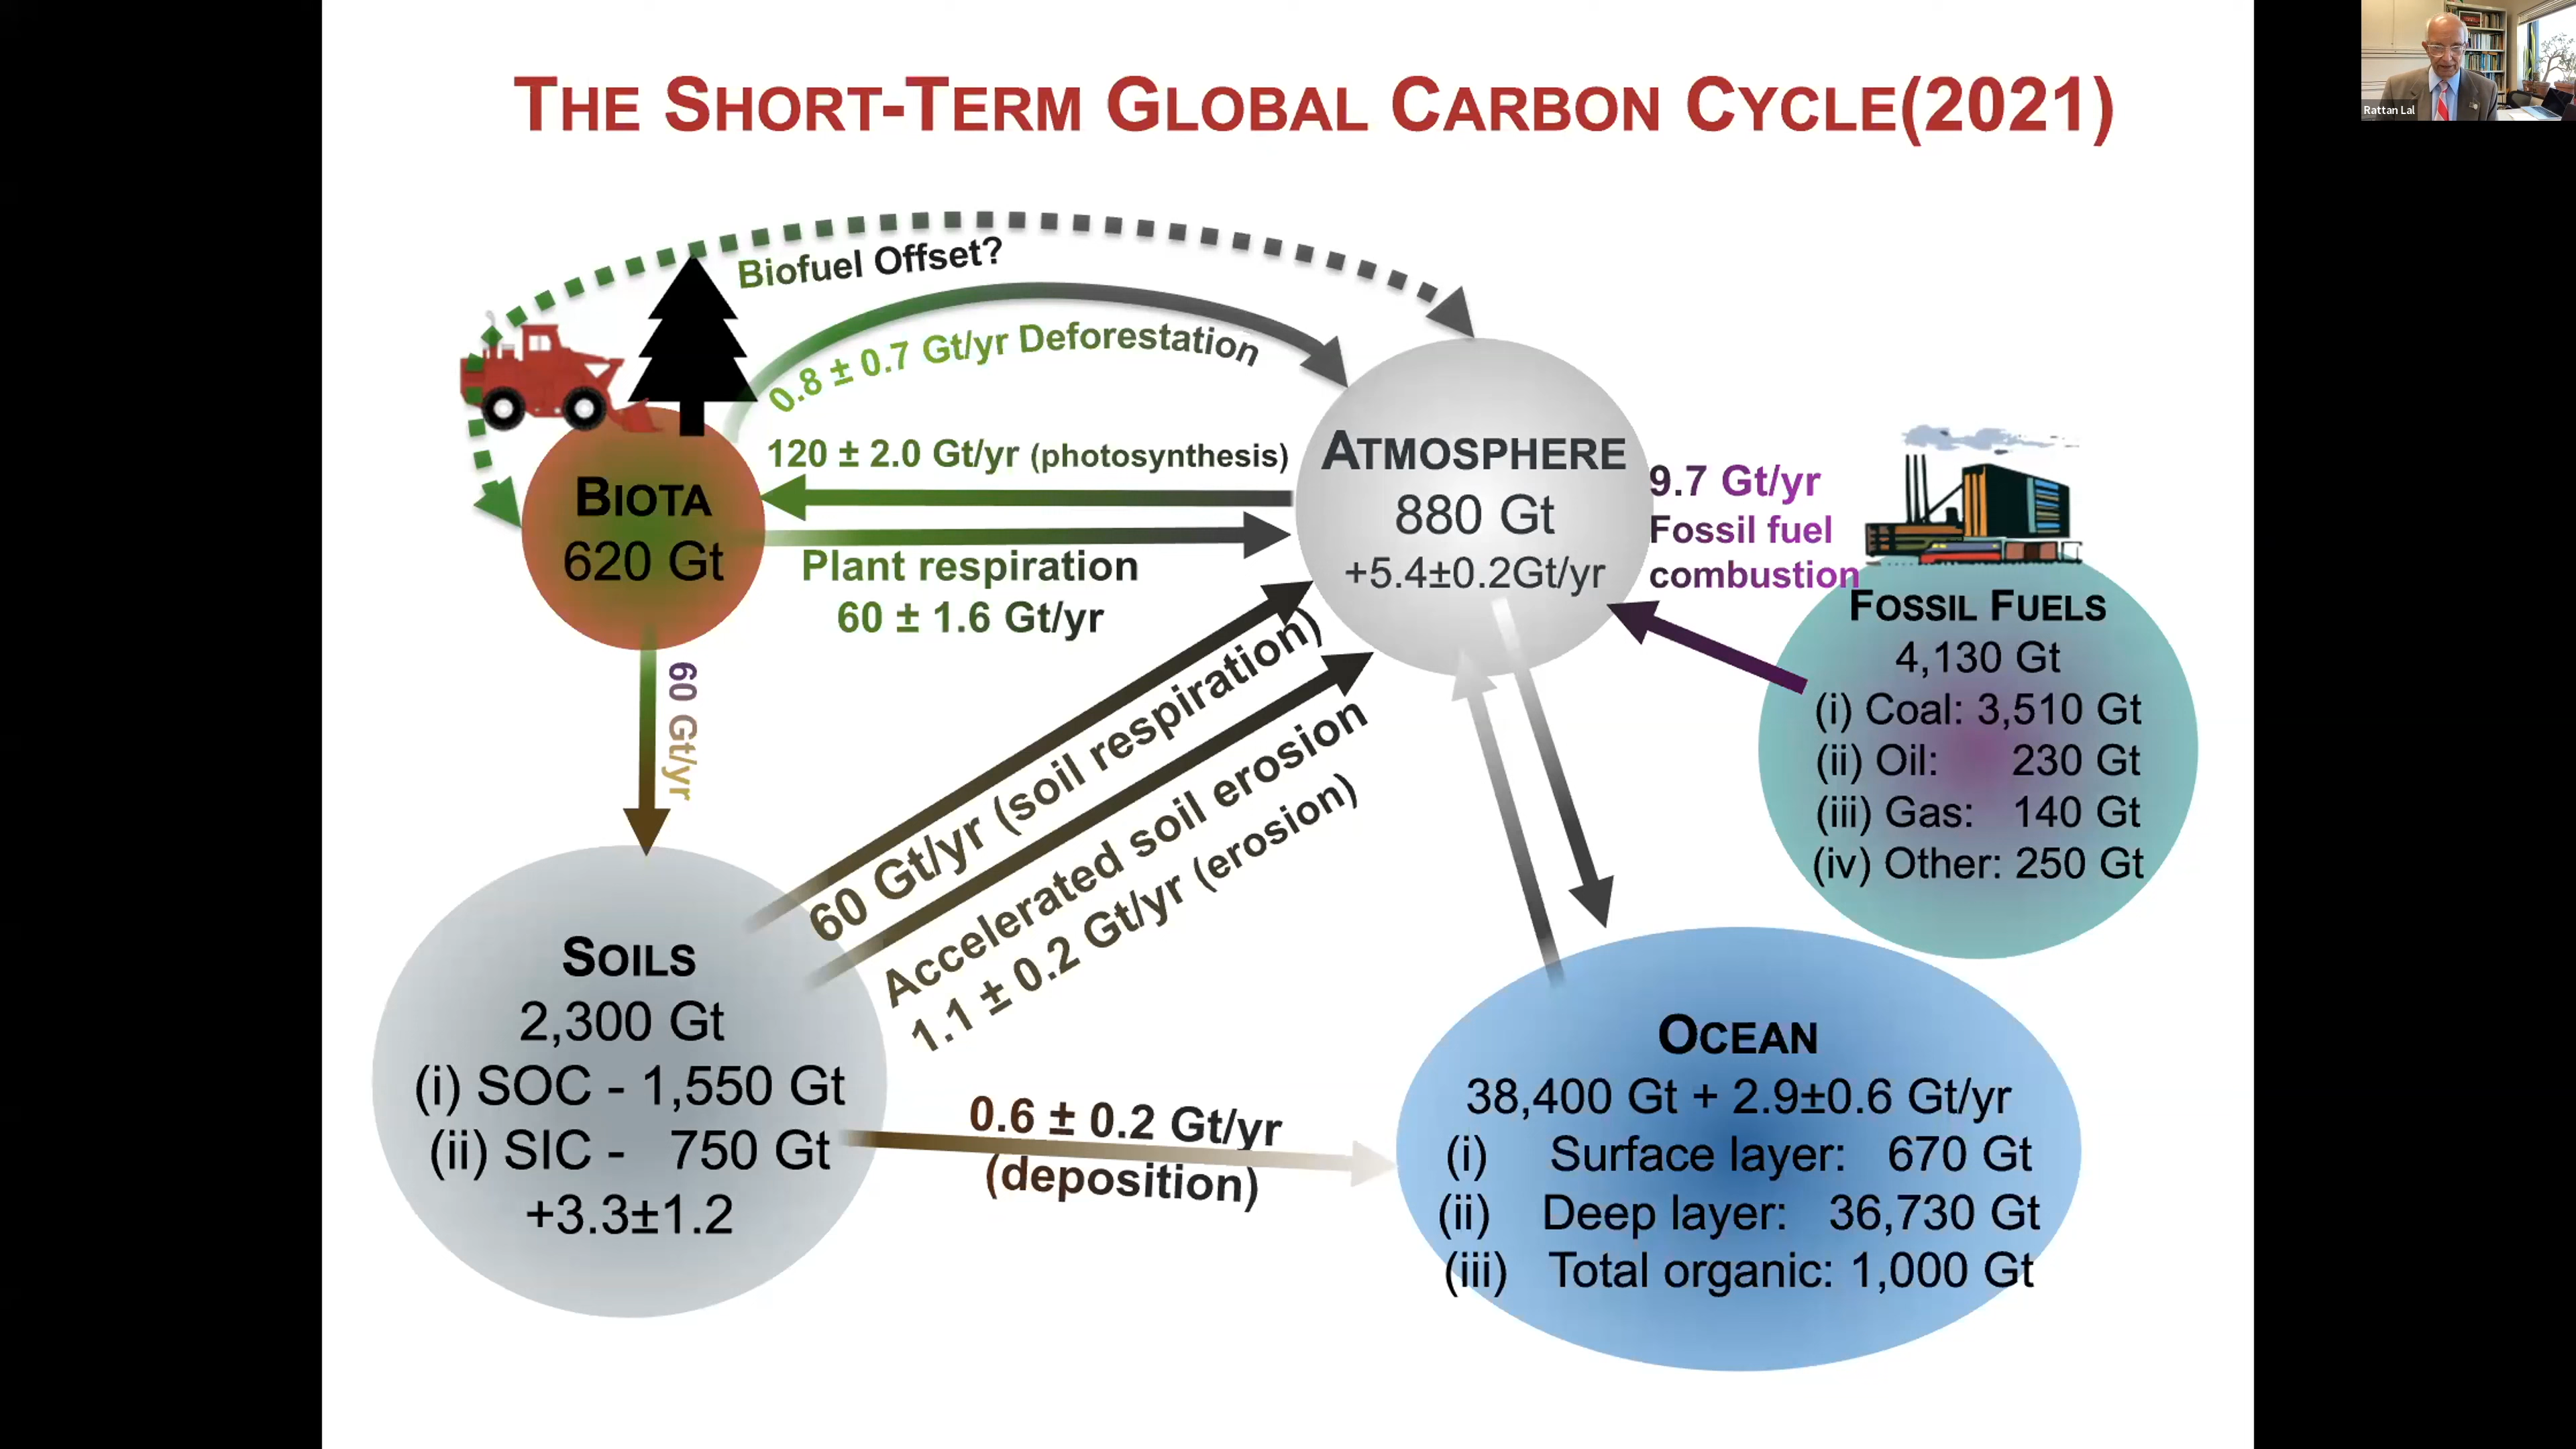 THE SHORT-TERM GLOBAL CARBON CYCLE(2021)
Rattan Lal
Biofuel Offset?
0.8 ± 0.7 Gt/yr Deforestation
120 ± 2.0 Gt/yr (photosynthesis)
Plant respiration
60 ± 1.6 Gt/yr
BIOTA
620 Gt
60 Gt/yr
ATMOSPHERE
880 Gt
+5.4±0.2Gt/yr
9.7 Gt/yr
Fossil fuel
combustion
FOSSIL FUELS
4,130 Gt
(i) Coal: 3,510 Gt
(ii) Oil: 230 Gt
(iii) Gas: 140 Gt
(iv) Other: 250 Gt
60 Gt/yr (soil respiration)
Accelerated soil erosion
1.1 ± 0.2 Gt/yr (erosion)
SOILS
2,300 Gt
(i) SOC - 1,550 Gt
(ii) SIC - 750 Gt
+3.3±1.2
0.6 ± 0.2 Gt/yr
(deposition)
OCEAN
38,400 Gt + 2.9±0.6 Gt/yr
(i) Surface layer: 670 Gt
(ii) Deep layer: 36,730 Gt
(iii) Total organic: 1,000 Gt